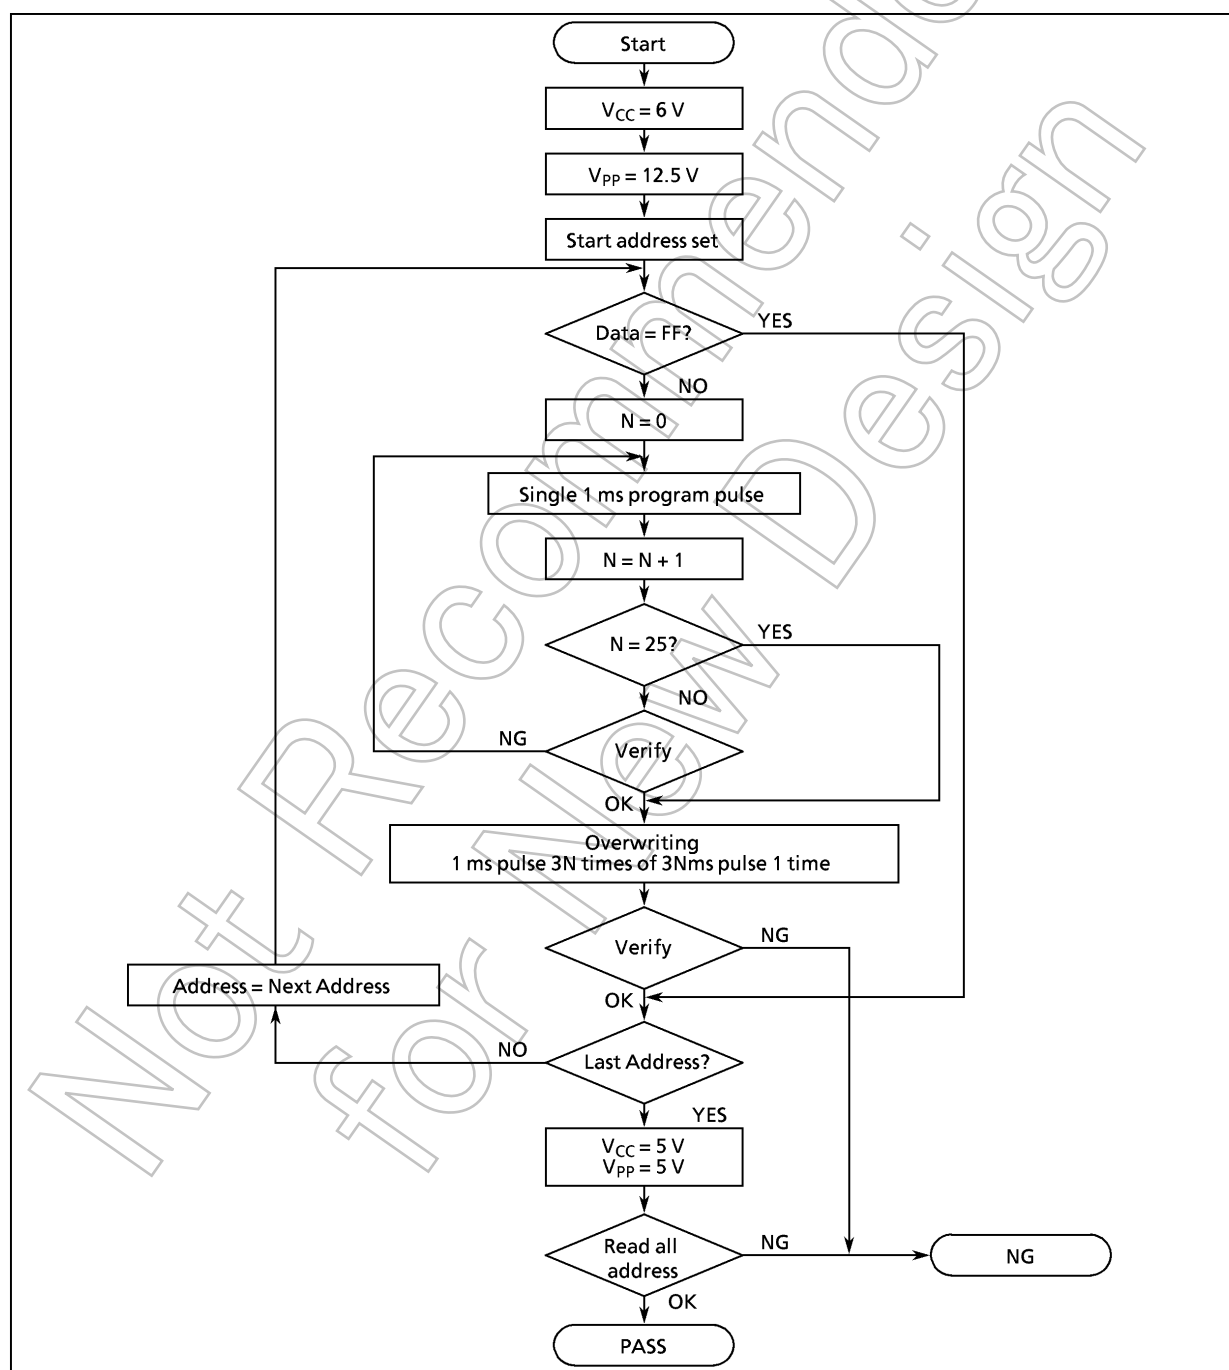 Start
VCC = 6 V
VPP = 12.5 V
Start address set
Data = FF?
YES
NO
N = 0
Single 1 ms program pulse
N = N + 1
N = 25?
YES
NO
Verify
NG
OK
Overwriting
1 ms pulse 3N times of 3Nms pulse 1 time
Verify
NG
OK
Address = Next Address
Last Address?
NO
YES
VCC = 5 V
VPP = 5 V
Read all
address
NG
NG
OK
PASS
Not Recommende
for New Design